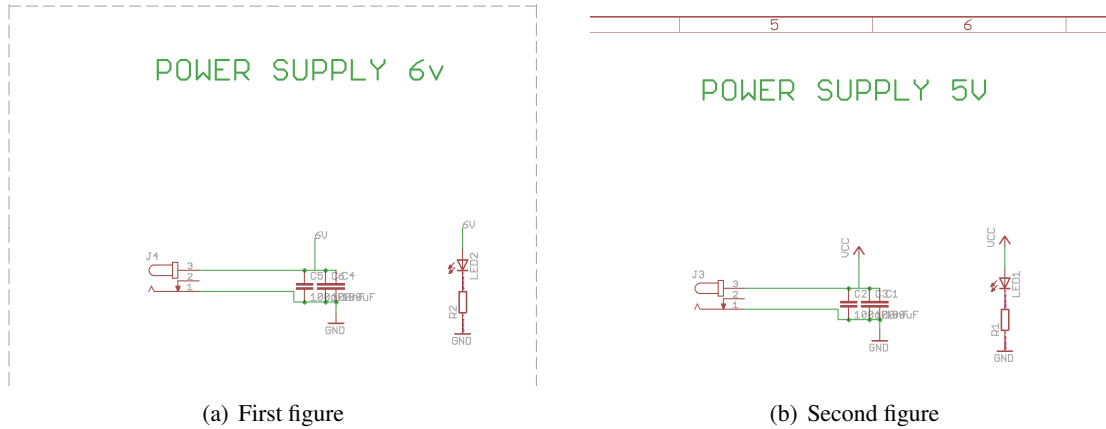 5 6
POWER SUPPLY 6v
POWER SUPPLY 5V
6V
6V
J4
3
2
1
C5
LED2
R2
GND
GND
VCC
VCC
J3
3
2
1
C2
C3
C1
LED1
R1
GND
GND
(a) First figure
(b) Second figure